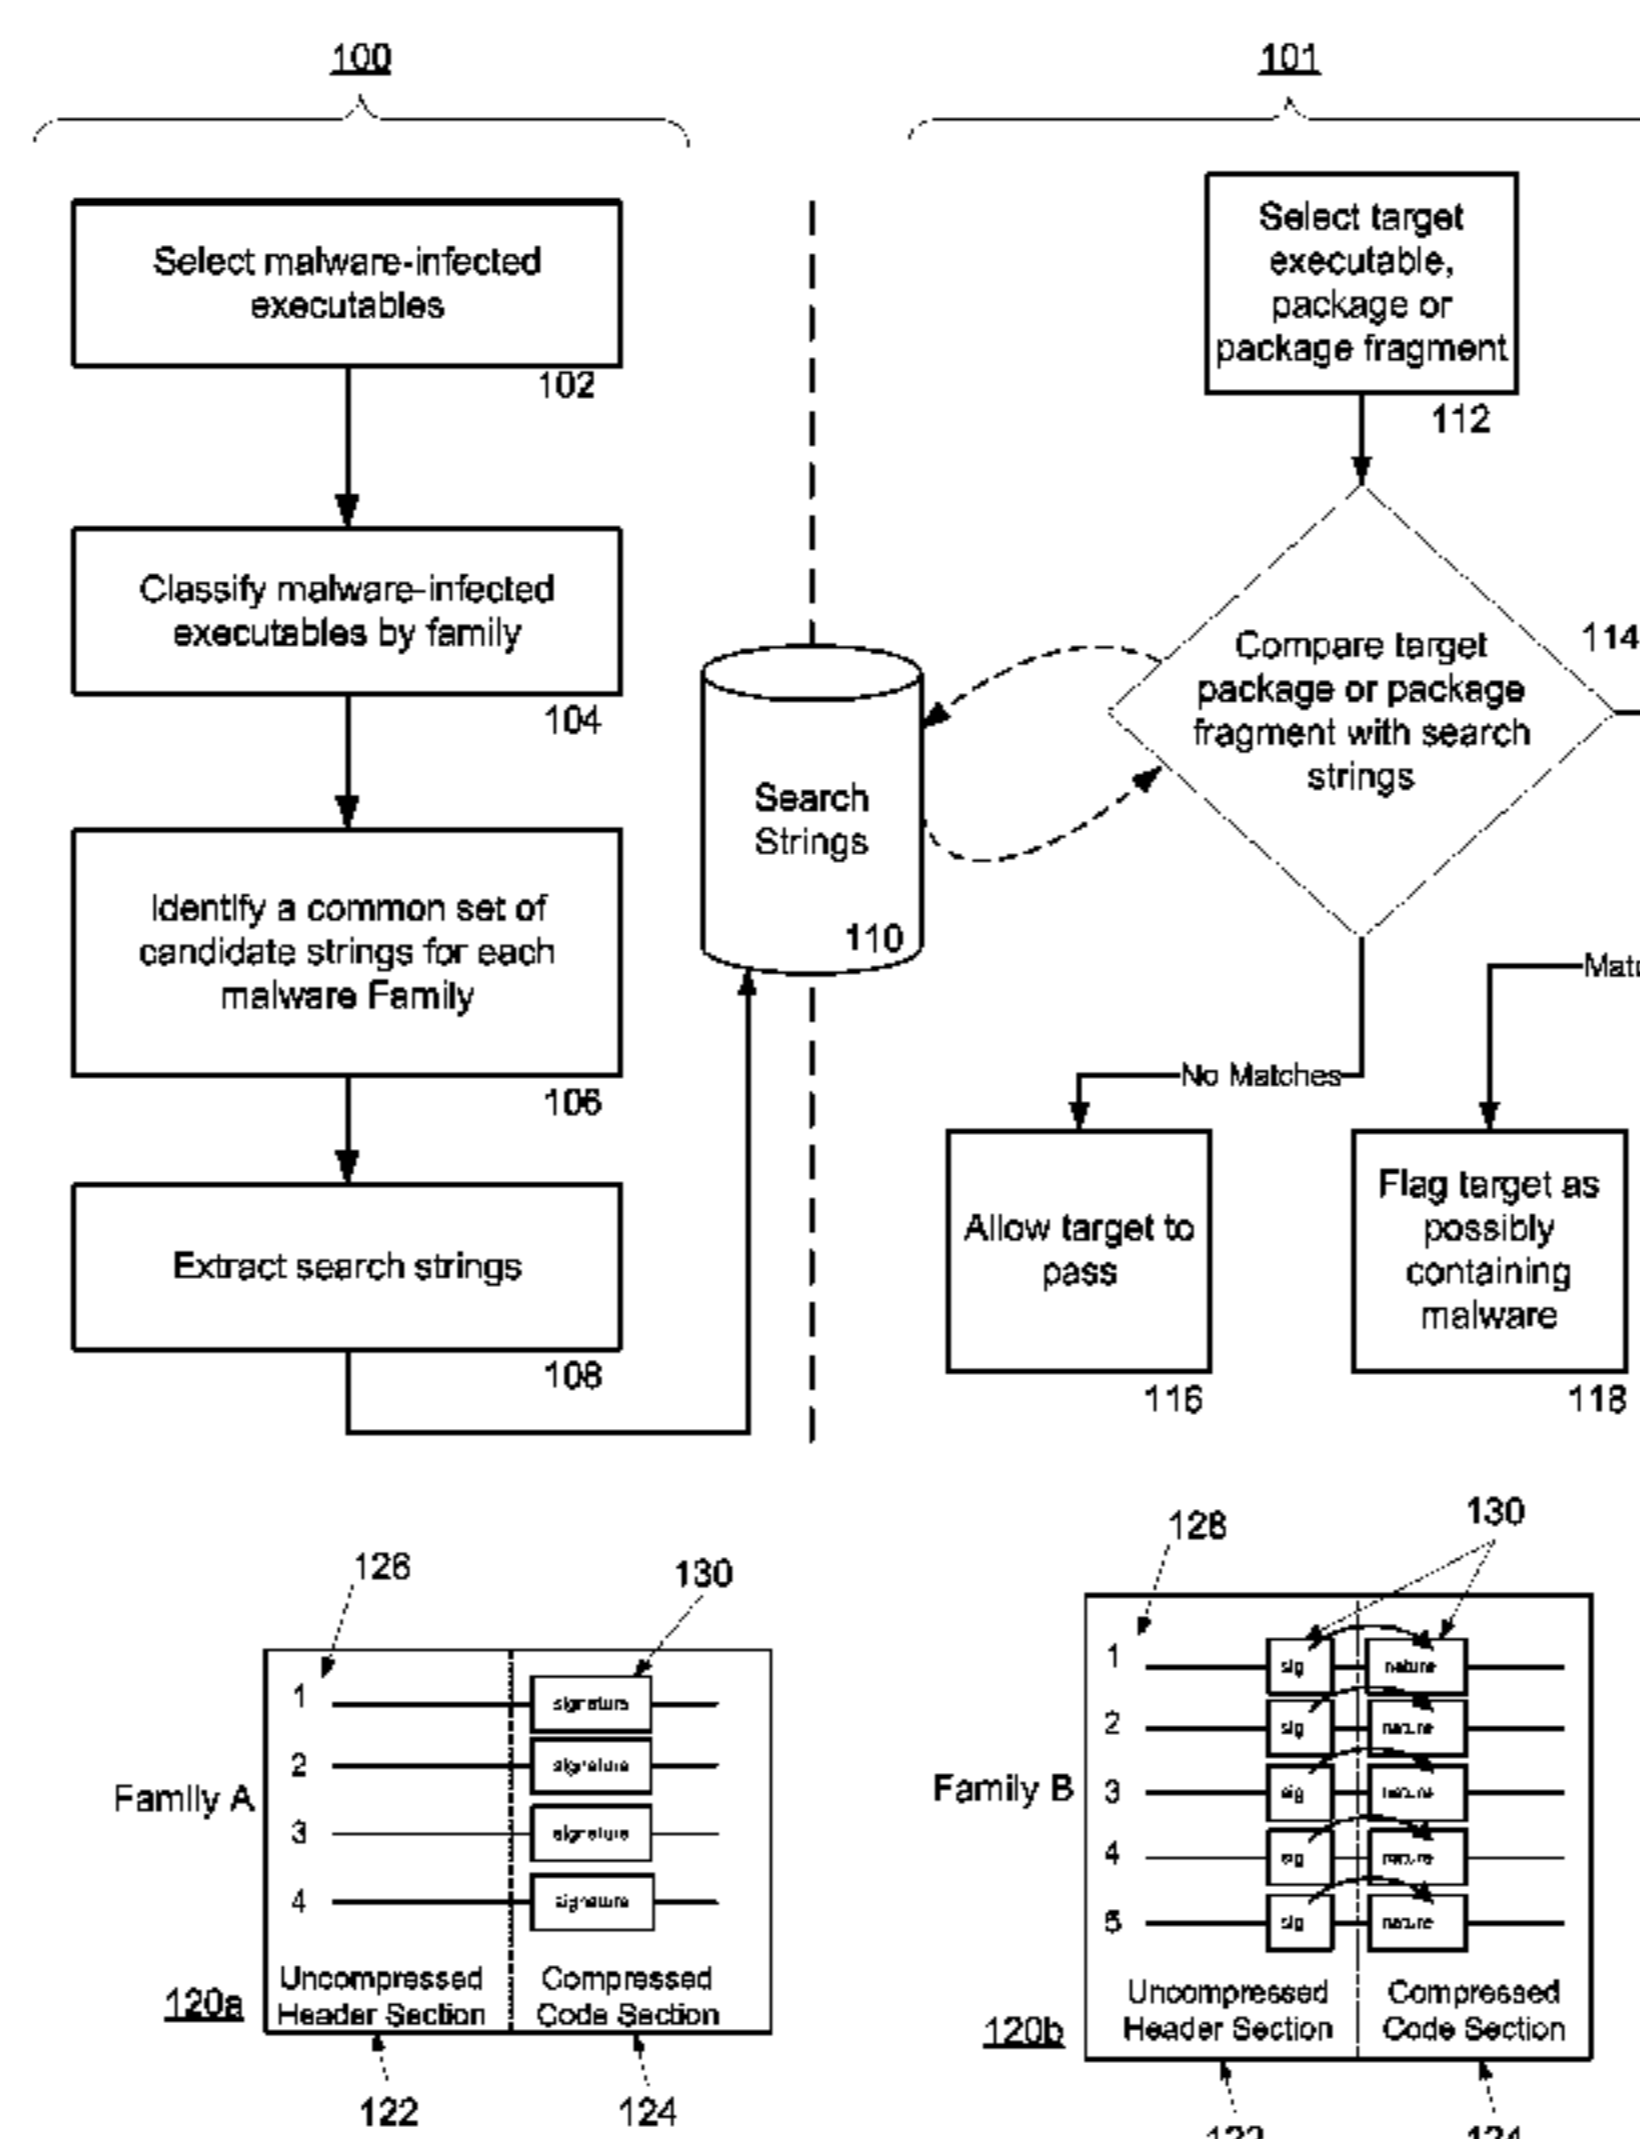 100
Select malware-infected
executables
102
Classify malware-infected
executables by family
104
Identify a common set of
candidate strings for each
malware Family
106
Extract search strings
108
Search
Strings
110
101
Select target
executable,
package or
package fragment
112
Compare target
package or package
fragment with search
strings
114
No Matches
Allow target to
pass
116
Flag target as
possibly
containing
malware
118
126
130
Family A
1
signature
2
signature
3
signature
4
signature
Uncompressed
Header Section
Compressed
Code Section
120a
122
124
128
130
Family B
1
sig
nature
2
sig
nature
3
sig
nature
4
sig
nature
5
sig
nature
Uncompressed
Header Section
Compressed
Code Section
120b